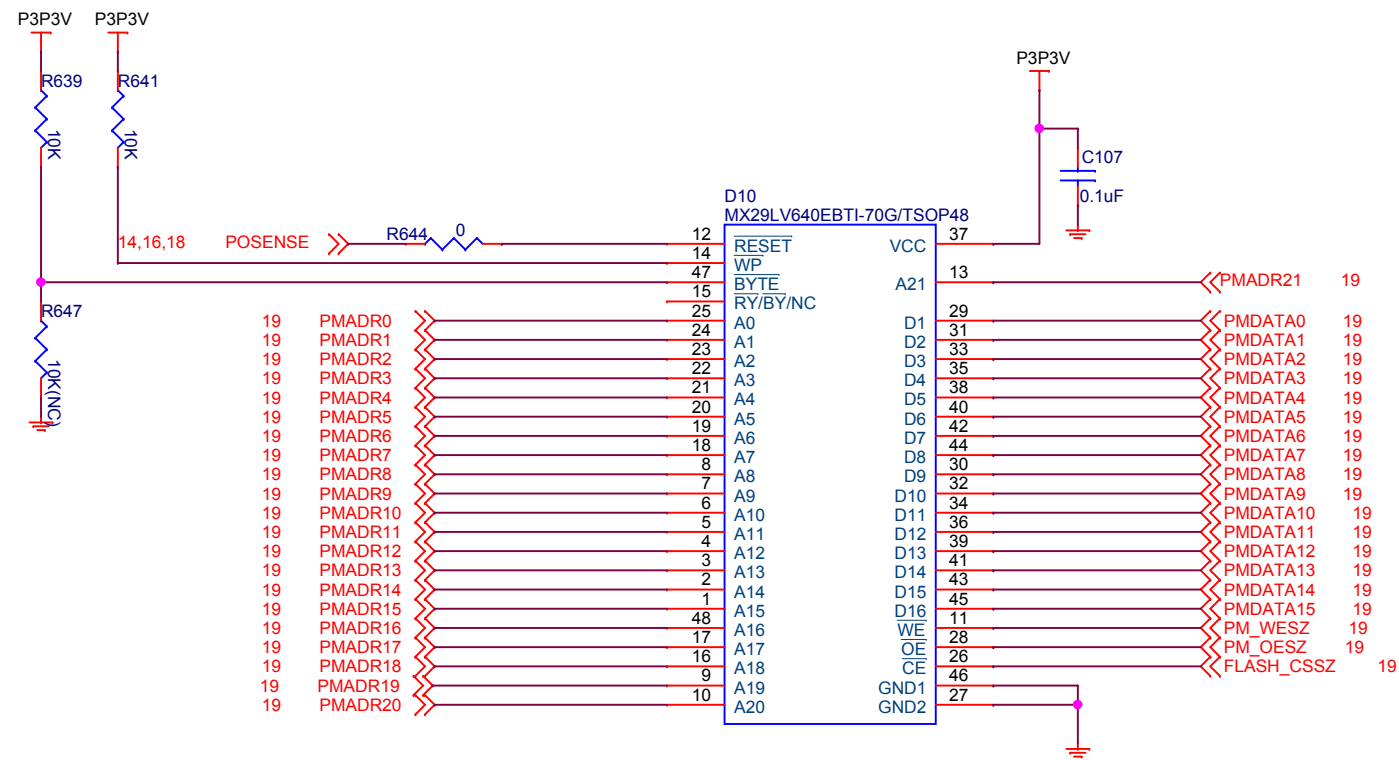 P3P3V P3P3V
P3P3V
R639 R641
10K 10K
C107
0.1uF
D10
MX29LV640EBTI-70G/TSOP48
14,16,18 POSENSE R644 0 12 RESET VCC 37
14 WP
47 BYTE A21 13 PMADR21 19
15 RY/BY/NC
R647
10K(NC)
19 PMADR0 25 A0 D1 29 PMDATA0 19
19 PMADR1 24 A1 D2 31 PMDATA1 19
19 PMADR2 23 A2 D3 33 PMDATA2 19
19 PMADR3 22 A3 D4 35 PMDATA3 19
19 PMADR4 21 A4 D5 38 PMDATA4 19
19 PMADR5 20 A5 D6 40 PMDATA5 19
19 PMADR6 19 A6 D7 42 PMDATA6 19
19 PMADR7 18 A7 D8 44 PMDATA7 19
19 PMADR8 8 A8 D9 30 PMDATA8 19
19 PMADR9 7 A9 D10 32 PMDATA9 19
19 PMADR10 6 A10 D11 34 PMDATA10 19
19 PMADR11 5 A11 D12 36 PMDATA11 19
19 PMADR12 4 A12 D13 39 PMDATA12 19
19 PMADR13 3 A13 D14 41 PMDATA13 19
19 PMADR14 2 A14 D15 43 PMDATA14 19
19 PMADR15 1 A15 D16 45 PMDATA15 19
19 PMADR16 48 A16 WE 11 PM_WESZ 19
19 PMADR17 17 A17 OE 28 PM_OESZ 19
19 PMADR18 16 A18 CE 26 FLASH_CSSZ 19
19 PMADR19 9 A19 GND1 46
19 PMADR20 10 A20 GND2 27